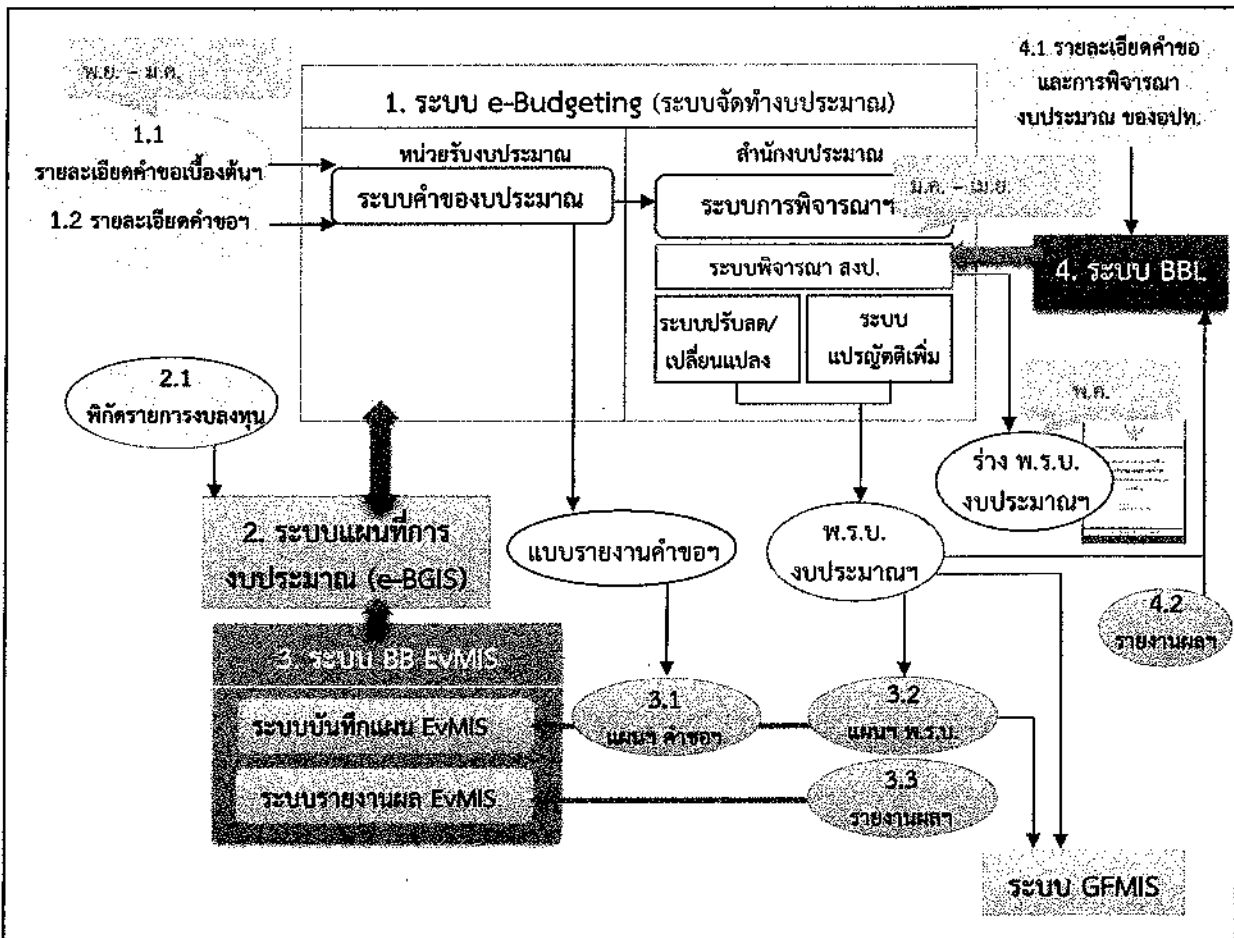 พ.ย. - ม.ค.
1.1
รายละเอียดคำขอเบื้องต้นฯ
1.2 รายละเอียดคำขอฯ
1. ระบบ e-Budgeting (ระบบจัดทำงบประมาณ)
หน่วยรับงบประมาณ
ระบบคำของบประมาณ
สำนักงบประมาณ
ม.ค. - เม.ย.
ระบบการพิจารณาฯ
ระบบพิจารณา สงป.
ระบบปรับลด/
เปลี่ยนแปลง
ระบบ
แปรญัตติเพิ่ม
4.1 รายละเอียดคำขอ
และการพิจารณา
งบประมาณ ของอปท.
4. ระบบ BBL
2.1
พิกัดรายการงบลงทุน
พ.ค.
ร่าง พ.ร.บ.
งบประมาณฯ
2. ระบบแผนที่การ
งบประมาณ (e-BGIS)
แบบรายงานคำขอฯ
พ.ร.บ.
งบประมาณฯ
4.2
รายงานผลฯ
3. ระบบ BB EvMIS
ระบบบันทึกแผน EvMIS
3.1
แผนฯ คำขอฯ
3.2
แผนฯ พ.ร.บ.
ระบบรายงานผล EvMIS
3.3
รายงานผลฯ
ระบบ GFMIS